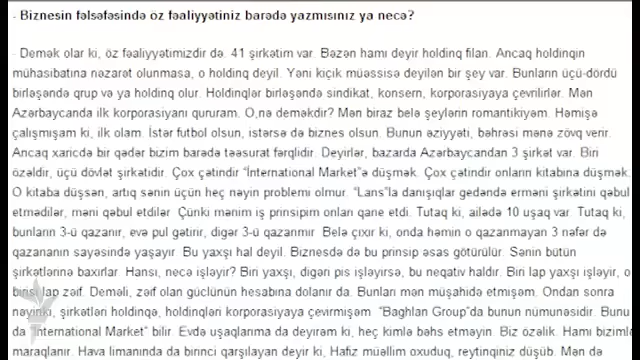 - Biznesin fəlsəfəsində öz fəaliyyətiniz barədə yazmısınız ya necə?
- Demək olar ki, öz fəaliyyətimizdir də. 41 şirkətim var. Bəzən hamı deyir holdinq filan. Ancaq holdinqin
mühasibatına nəzarət olunmasa, o holdinq deyil. Yəni kiçik müəssisə deyilən bir şey var. Bunların üçü-dördü
birləşəndə qrup və ya holdinq olur. Holdinqlər birləşəndə sindikat, konsern, korporasiyaya çevrilirlər. Mən
Azərbaycanda ilk korporasiyanı qururam. O,nə deməkdir? Mən biraz belə şeylərin romantikiyəm. Həmişə
çalışmışam ki, ilk olam. İstər futbol olsun, istərsə də biznes olsun. Bunun əziyyəti, bəhrəsi mənə zövq verir.
Ancaq xaricdə bir qədər bizim barədə təəsurat fərqlidir. Deyirlər, bazarda Azərbaycandan 3 şirkət var. Biri
özəldir, üçü dövlət şirkətidir. Çox çətindir “İnternational Market”ə düşmək. Çox çətindir onların kitabına düşmək.
O kitaba düşsən, artıq sənin üçün heç nəyin problemi olmur. “Lans”la danışıqlar gedəndə erməni şirkətini qəbul
etmədilər, məni qəbul etdilər. Çünki mənim iş prinsipim onları qane etdi. Tutaq ki, ailədə 10 uşaq var. Tutaq ki,
bunların 3-ü qazanır, evə pul gətirir, digər 3-ü qazanmır. Belə çıxır ki, onda həmin o qazanmayan 3 nəfər də
qazananın sayəsində yaşayır. Bu yaxşı hal deyil. Biznesdə də bu prinsip əsas götürülür. Sənin bütün
şirkətlərinə baxırlar. Hansı, necə işləyir? Biri yaxşı, digəri pis işləyirsə, bu neqativ haldır. Biri lap yaxşı işləyir, o
birisi lap zəif. Deməli, zəif olan güclünün hesabına dolanır da. Bunları mən müşahidə etmişəm. Ondan sonra
nəyinki, şirkətləri holdinqə, holdinqləri korporasiyaya çevirmişəm. “Baghlan Group”da bunun nümunəsidir. Bunu
da “İnternational Market” bilir. Evdə uşaqlarıma da deyirəm ki, heç kimlə bəhs etməyin. Biz özəlik. Hamı bizimlə
maraqlanır. Hava limanında da birinci qarşılayan deyir ki, Hafiz müəllim oxuduq, reytinqiniz düşüb. Mən də